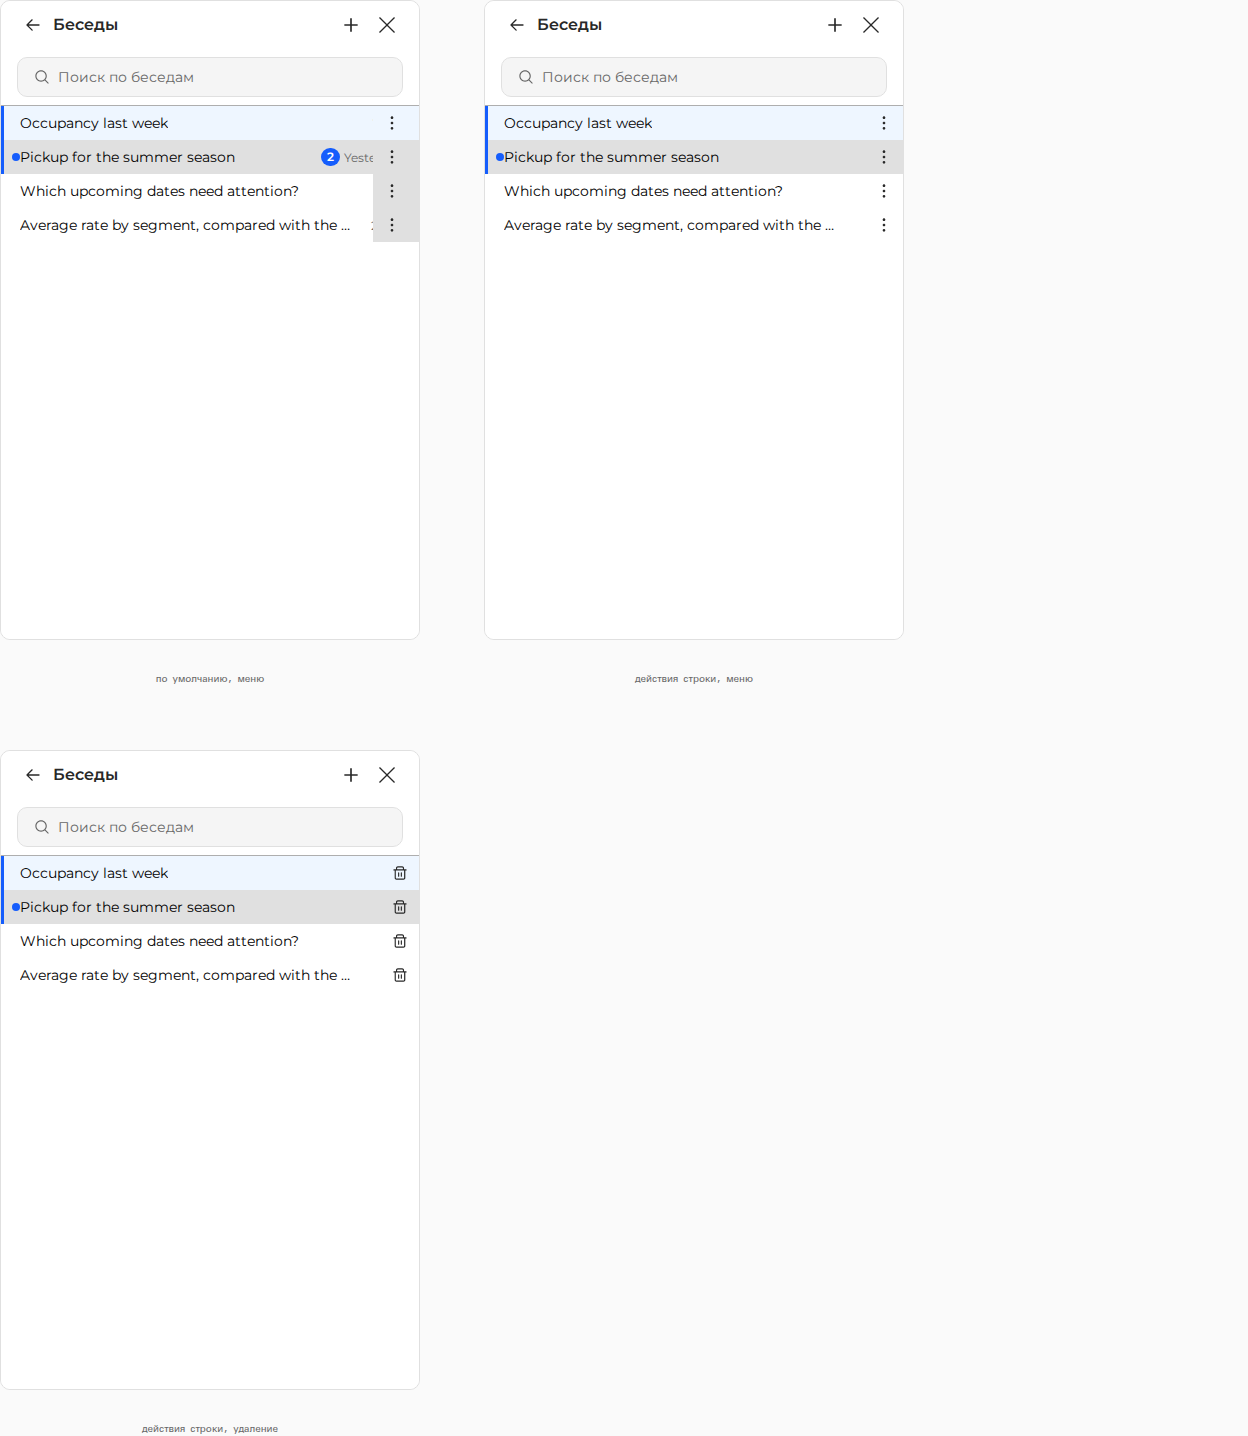 Беседы
Поиск по беседам
Occupancy last week
Pickup for the summer season 2 Yeste
Which upcoming dates need attention?
Average rate by segment, compared with the ...
по умолчанию, меню
Беседы
Поиск по беседам
Occupancy last week
Pickup for the summer season
Which upcoming dates need attention?
Average rate by segment, compared with the ...
действия строки, меню
Беседы
Поиск по беседам
Occupancy last week
Pickup for the summer season
Which upcoming dates need attention?
Average rate by segment, compared with the ...
действия строки, удаление